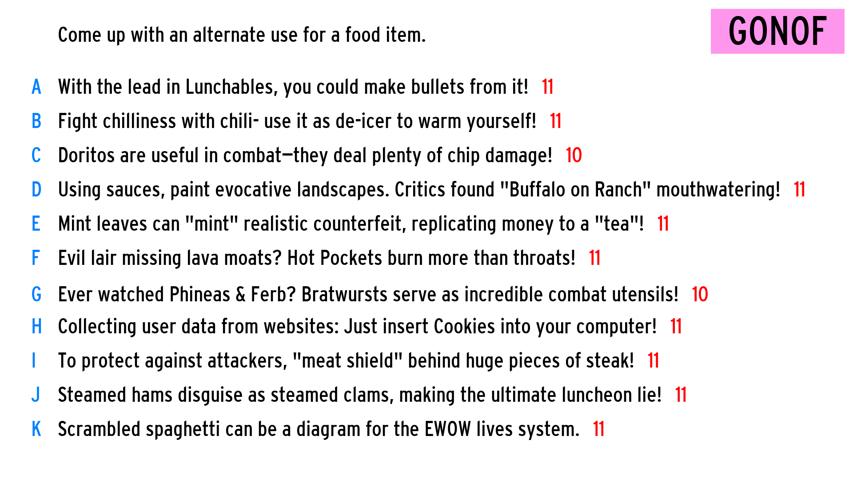 Come up with an alternate use for a food item.
GONOF
A With the lead in Lunchables, you could make bullets from it! 11
B Fight chilliness with chili- use it as de-icer to warm yourself! 11
C Doritos are useful in combat—they deal plenty of chip damage! 10
D Using sauces, paint evocative landscapes. Critics found "Buffalo on Ranch" mouthwatering! 11
E Mint leaves can "mint" realistic counterfeit, replicating money to a "tea"! 11
F Evil lair missing lava moats? Hot Pockets burn more than throats! 11
G Ever watched Phineas & Ferb? Bratwursts serve as incredible combat utensils! 10
H Collecting user data from websites: Just insert Cookies into your computer! 11
I To protect against attackers, "meat shield" behind huge pieces of steak! 11
J Steamed hams disguise as steamed clams, making the ultimate luncheon lie! 11
K Scrambled spaghetti can be a diagram for the EWOW lives system. 11